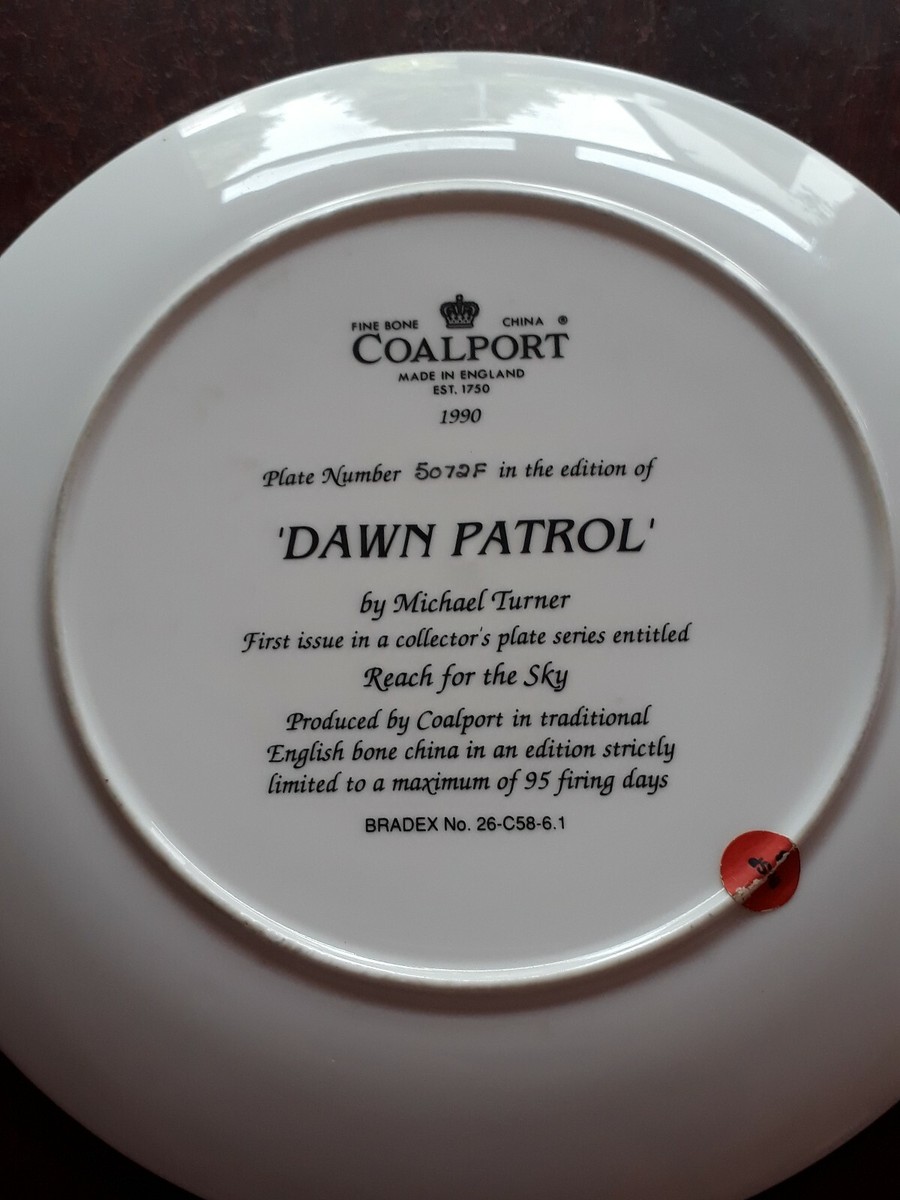 FINE BONE CHINA ®
COALPORT
MADE IN ENGLAND
EST. 1750
1990
Plate Number 5072F in the edition of
'DAWN PATROL'
by Michael Turner
First issue in a collector's plate series entitled
Reach for the Sky
Produced by Coalport in traditional
English bone china in an edition strictly
limited to a maximum of 95 firing days
BRADEX No. 26-C58-6.1